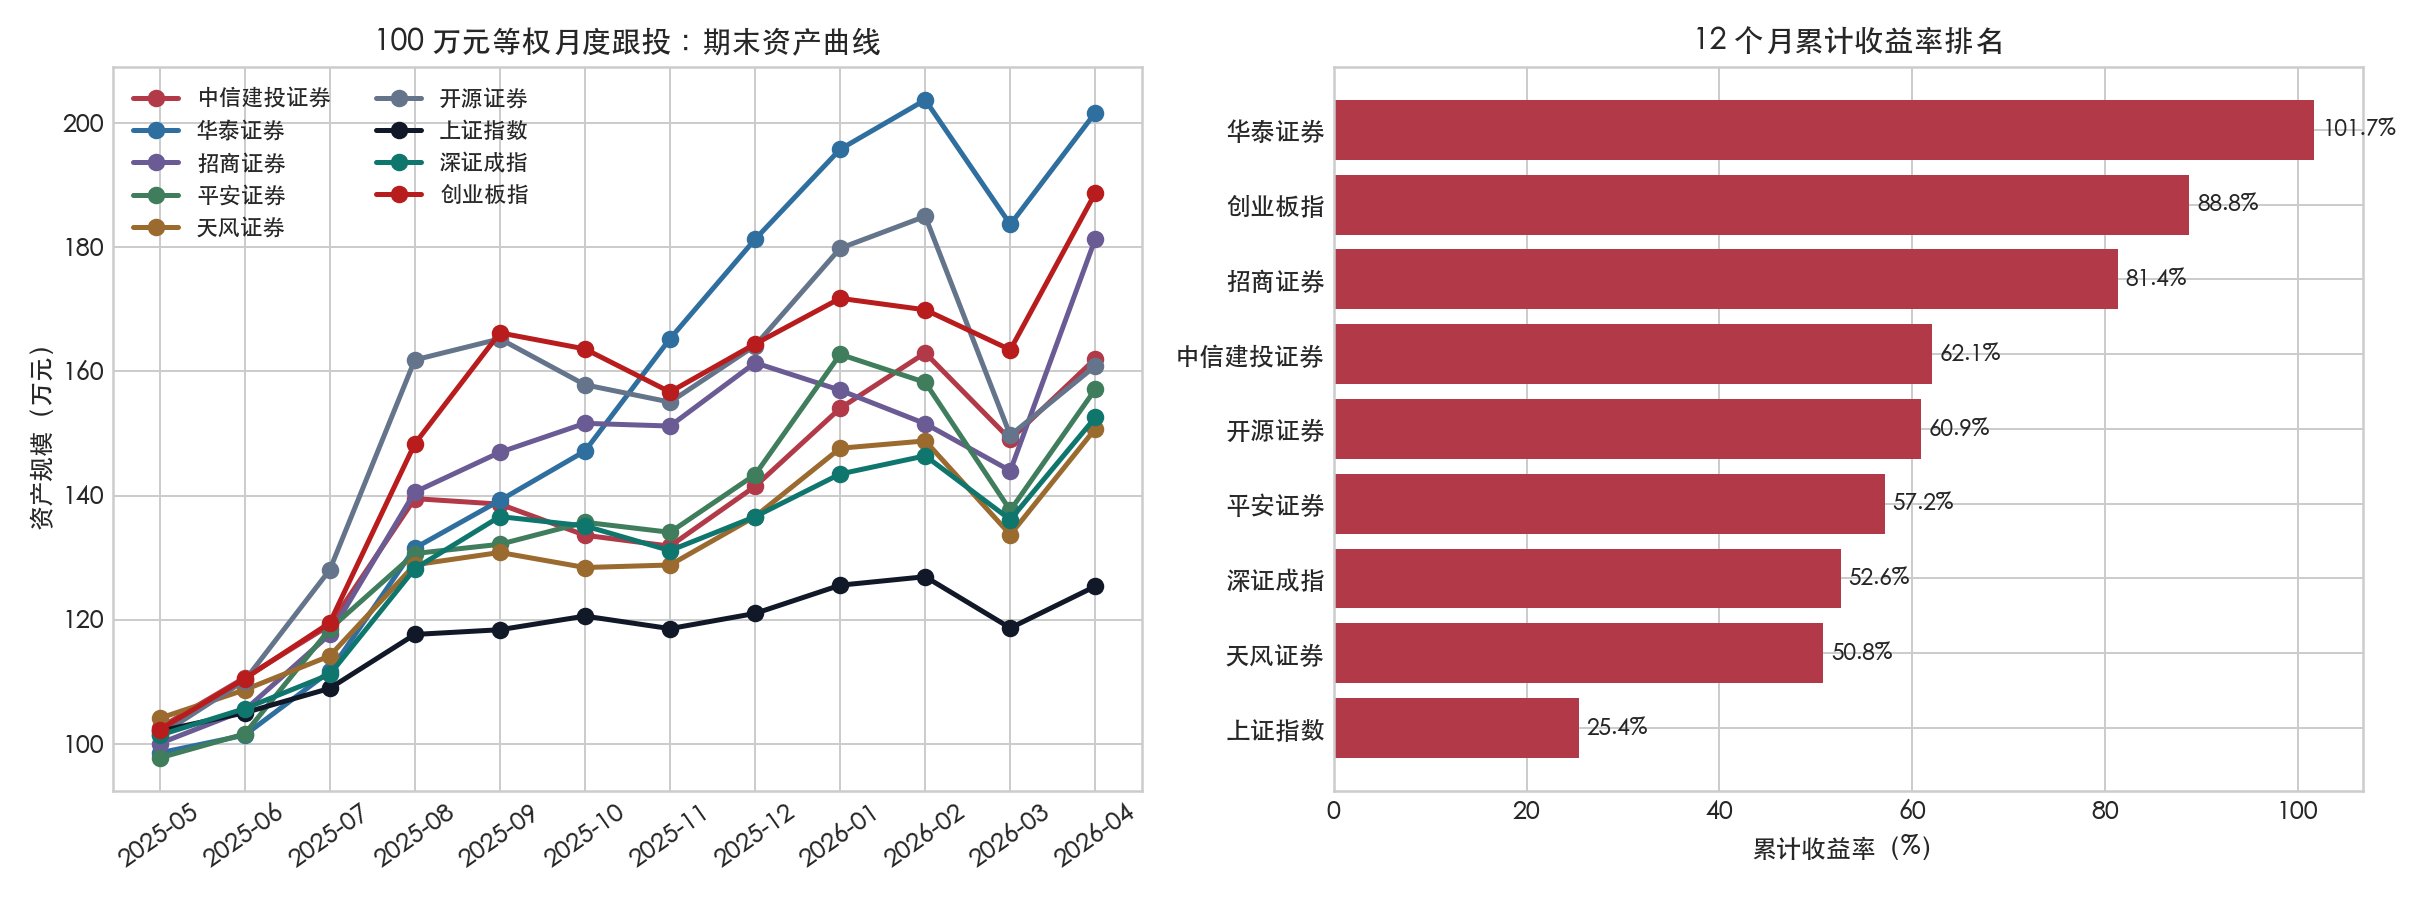 100 万元等权月度跟投：期末资产曲线
中信建投证券
华泰证券
招商证券
平安证券
天风证券
开源证券
上证指数
深证成指
创业板指
资产规模（万元）
200
180
160
140
120
100
2025-05
2025-06
2025-07
2025-08
2025-09
2025-10
2025-11
2025-12
2026-01
2026-02
2026-03
2026-04
12 个月累计收益率排名
华泰证券 101.7%
创业板指 88.8%
招商证券 81.4%
中信建投证券 62.1%
开源证券 60.9%
平安证券 57.2%
深证成指 52.6%
天风证券 50.8%
上证指数 25.4%
0 20 40 60 80 100
累计收益率（%）